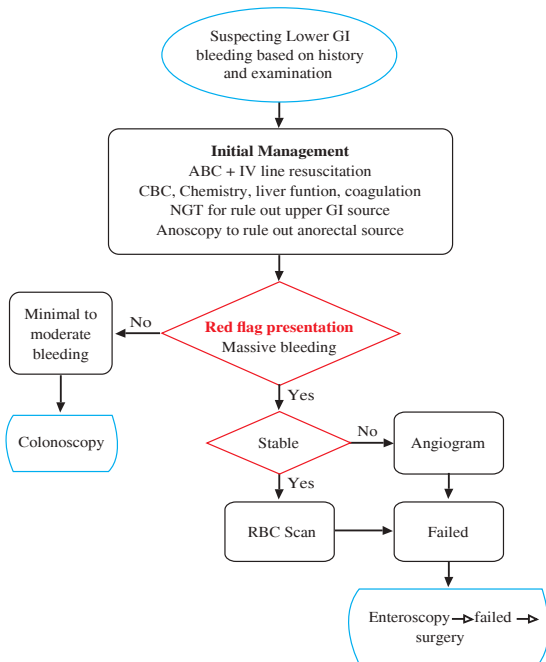 Suspecting Lower GI
bleeding based on history
and examination
Initial Management
ABC + IV line resuscitation
CBC, Chemistry, liver funtion, coagulation
NGT for rule out upper GI source
Anoscopy to rule out anorectal source
Red flag presentation
Massive bleeding
No
Minimal to
moderate
bleeding
Colonoscopy
Yes
Stable
No
Angiogram
Yes
RBC Scan
Failed
Enteroscopy failed
surgery